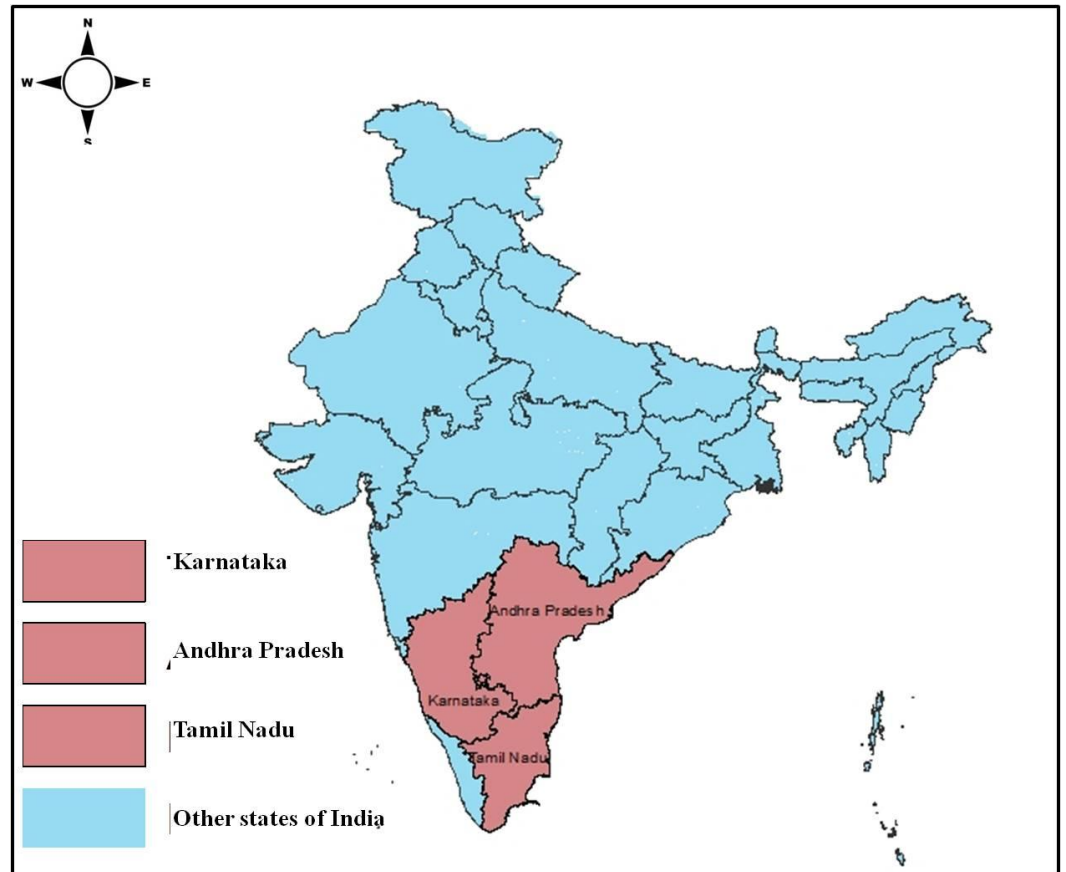 N
W E
S
Karnataka
Andhra Pradesh
Tamil Nadu
Other states of India
Andhra Pradesh
Karnataka
Tamil Nadu